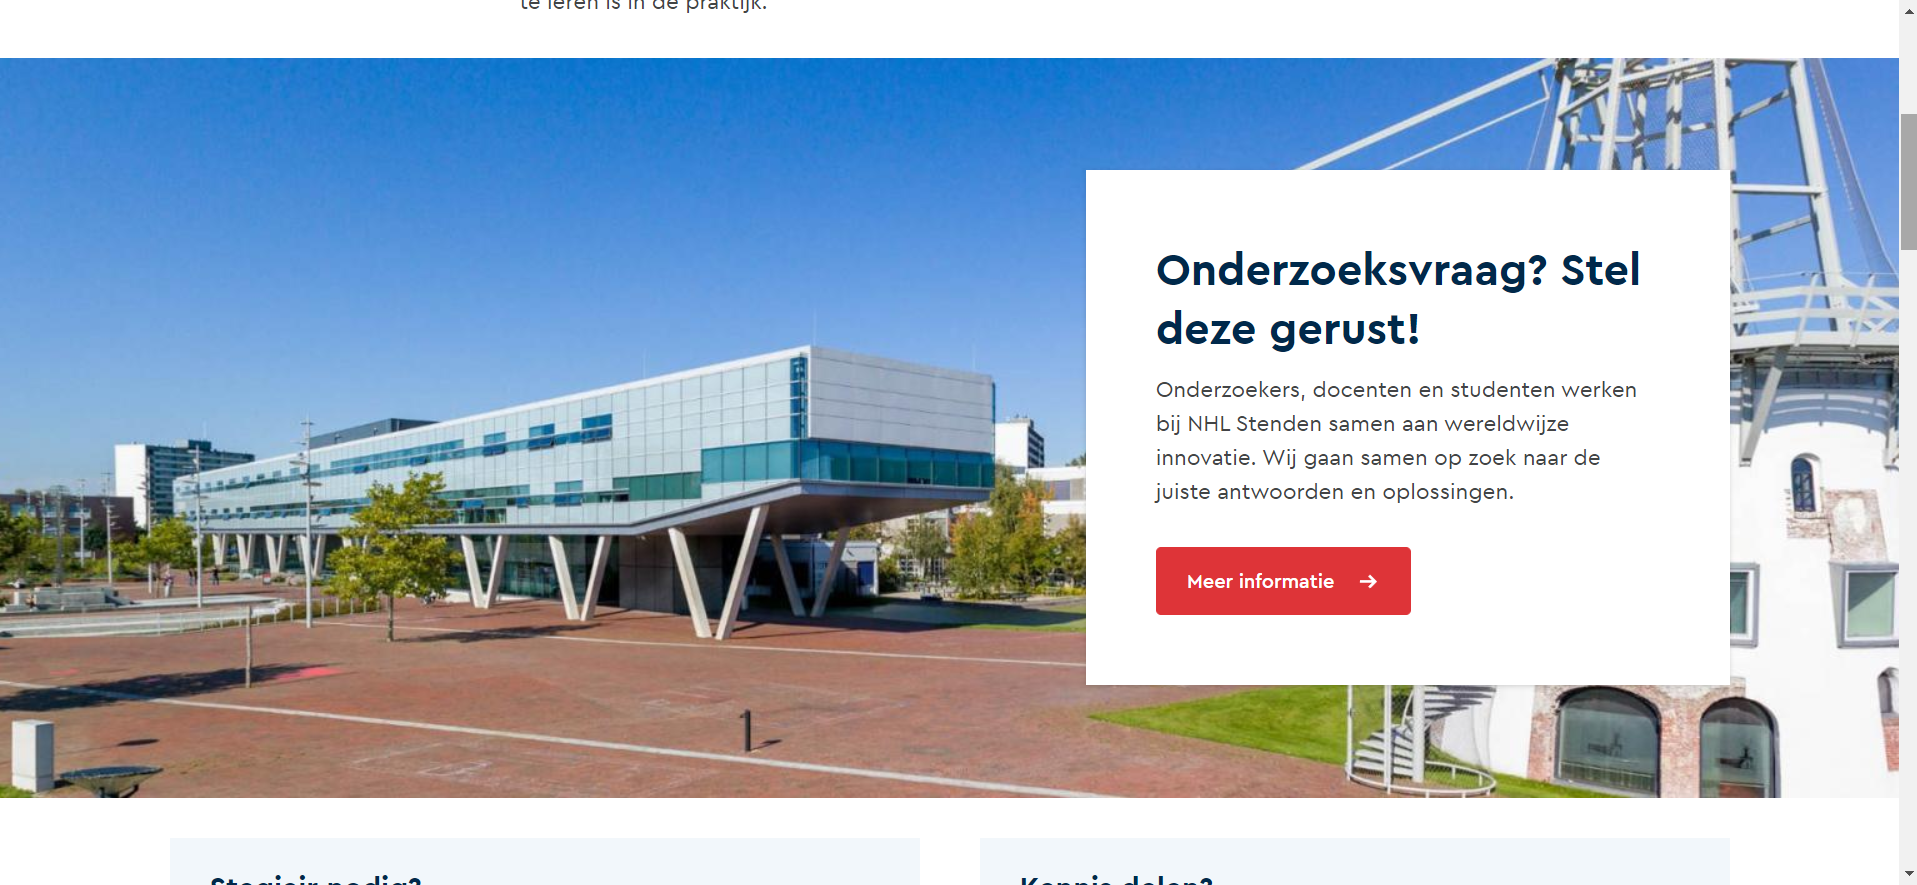 te leren is in de praktijk.
Onderzoeksvraag? Stel
deze gerust!
Onderzoekers, docenten en studenten werken
bij NHL Stenden samen aan wereldwijze
innovatie. Wij gaan samen op zoek naar de
juiste antwoorden en oplossingen.
Meer informatie
Stagiair nodig?
Kennis delen?